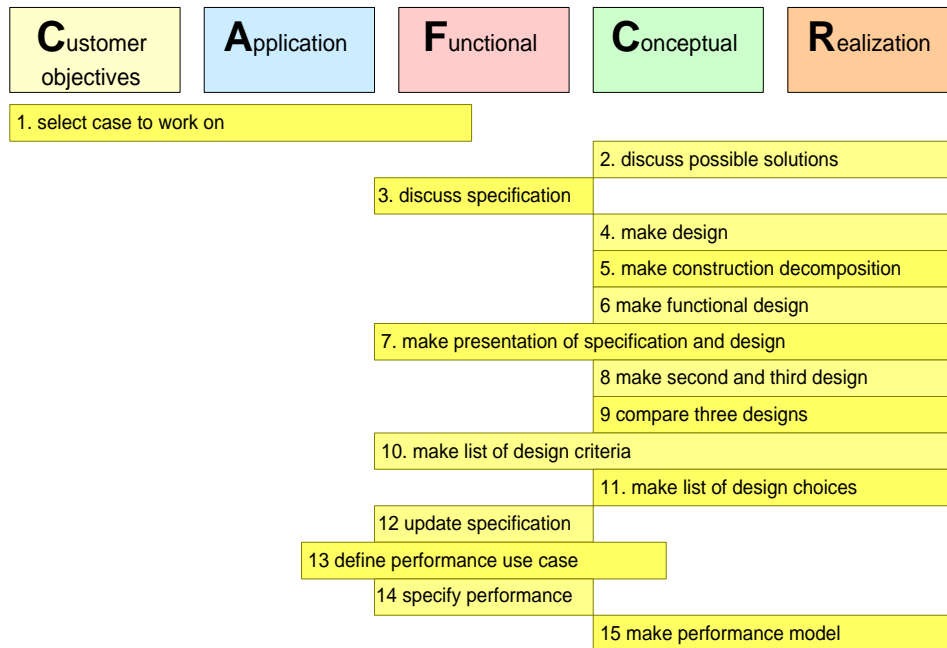 Customer objectives
Application
Functional
Conceptual
Realization
1. select case to work on
2. discuss possible solutions
3. discuss specification
4. make design
5. make construction decomposition
6 make functional design
7. make presentation of specification and design
8 make second and third design
9 compare three designs
10. make list of design criteria
11. make list of design choices
12 update specification
13 define performance use case
14 specify performance
15 make performance model